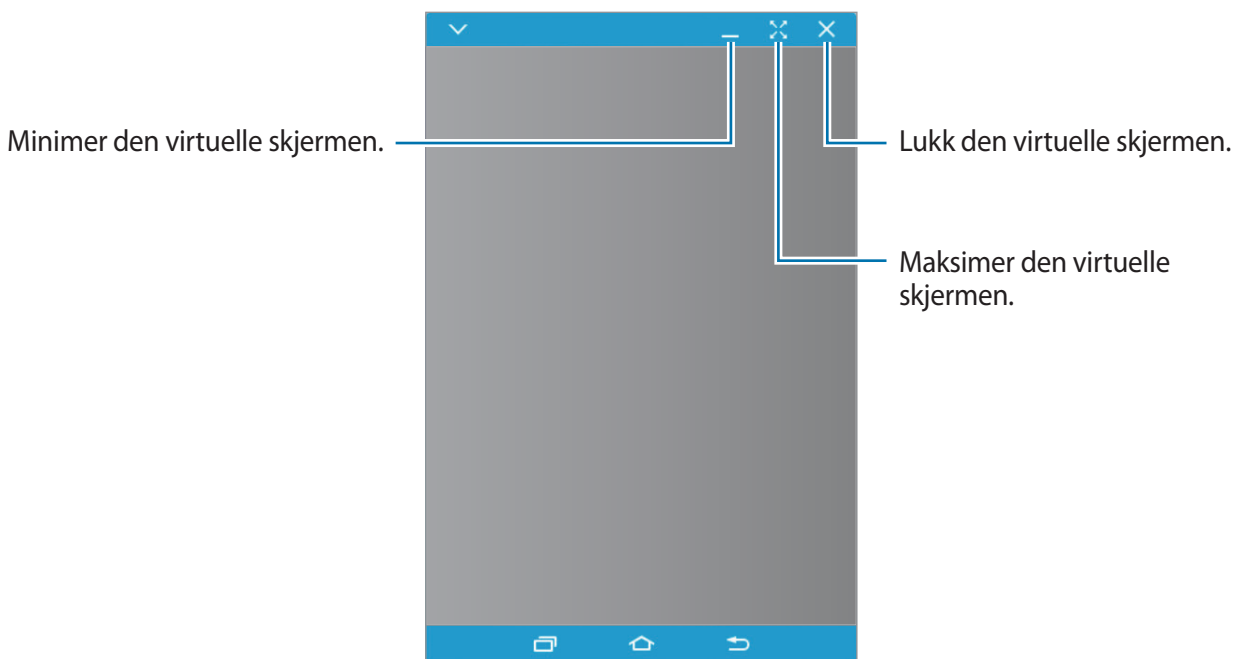 Minimer den virtuelle skjermen.
Lukk den virtuelle skjermen.
Maksimer den virtuelle
skjermen.